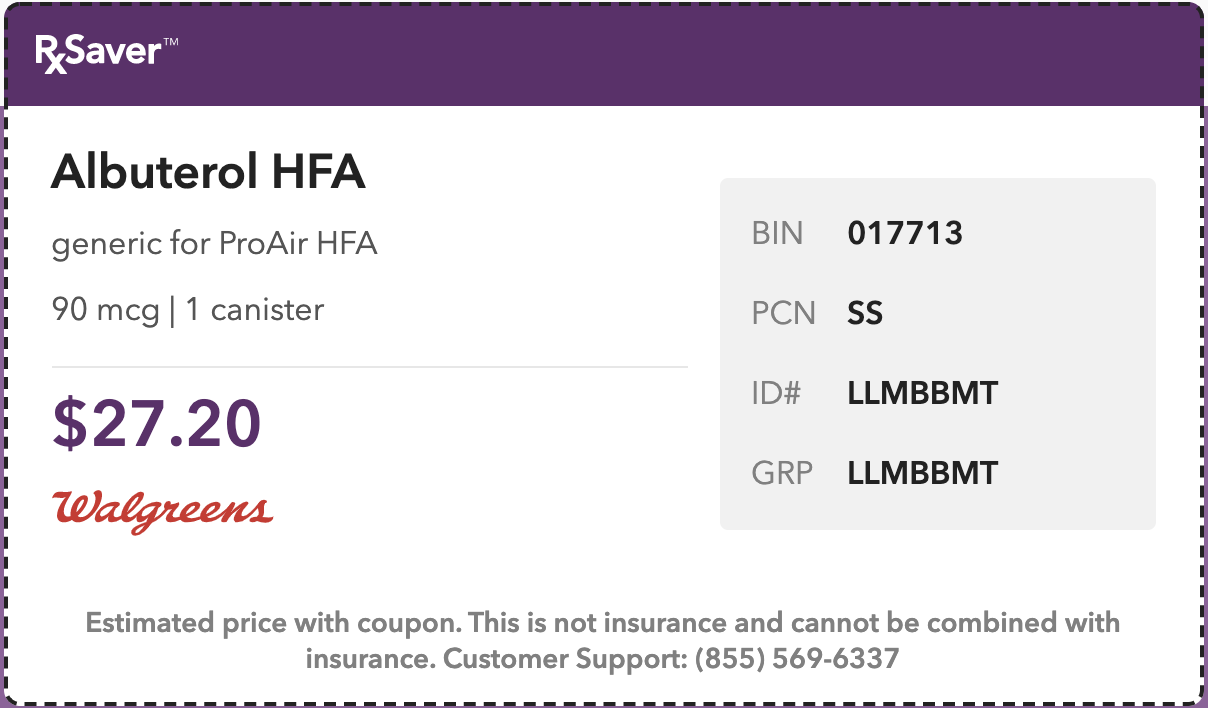 RxSaver™
Albuterol HFA
generic for ProAir HFA
90 mcg | 1 canister
$27.20
Walgreens
BIN 017713
PCN SS
ID# LLMBBMT
GRP LLMBBMT
Estimated price with coupon. This is not insurance and cannot be combined with
insurance. Customer Support: (855) 569-6337